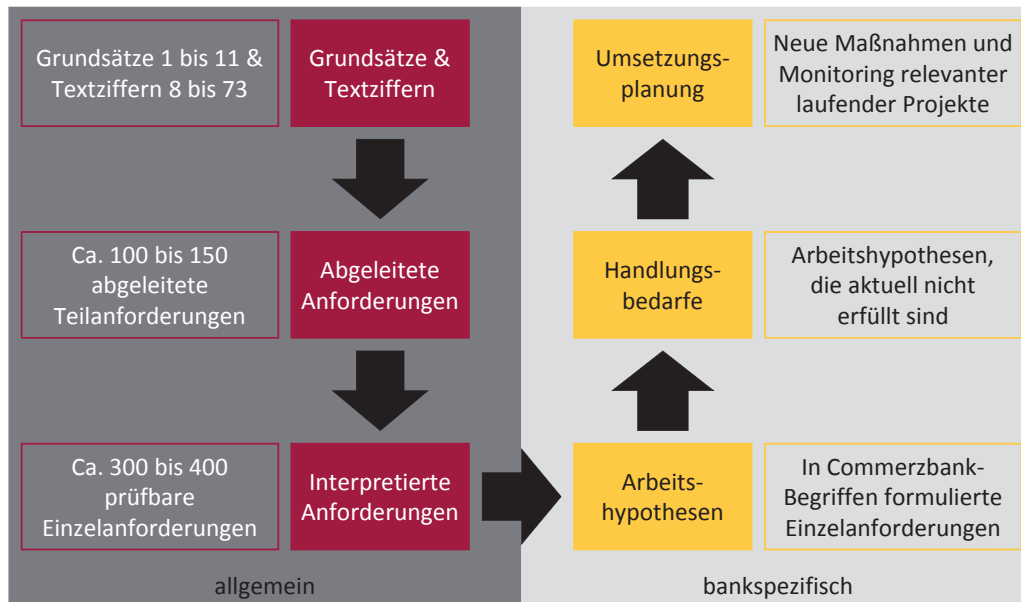 Grundsätze 1 bis 11 &
Textziffern 8 bis 73
Grundsätze &
Textziffern
Umsetzungs-
planung
Neue Maßnahmen und
Monitoring relevanter
laufender Projekte
Ca. 100 bis 150
abgeleitete
Teilanforderungen
Abgeleitete
Anforderungen
Handlungs-
bedarfe
Arbeitshypothesen,
die aktuell nicht
erfüllt sind
Ca. 300 bis 400
prüfbare
Einzelanforderungen
Interpretierte
Anforderungen
Arbeits-
hypothesen
In Commerzbank-
Begriffen formulierte
Einzelanforderungen
allgemein
bankspezifisch